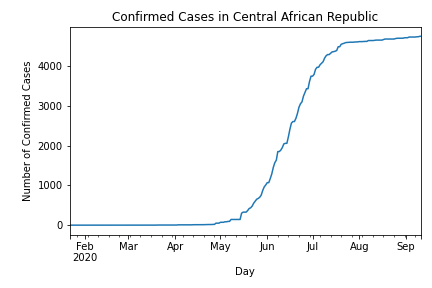 Confirmed Cases in Central African Republic
Number of Confirmed Cases
4000
3000
2000
1000
0
Feb Mar Apr May Jun Jul Aug Sep
2020
Day